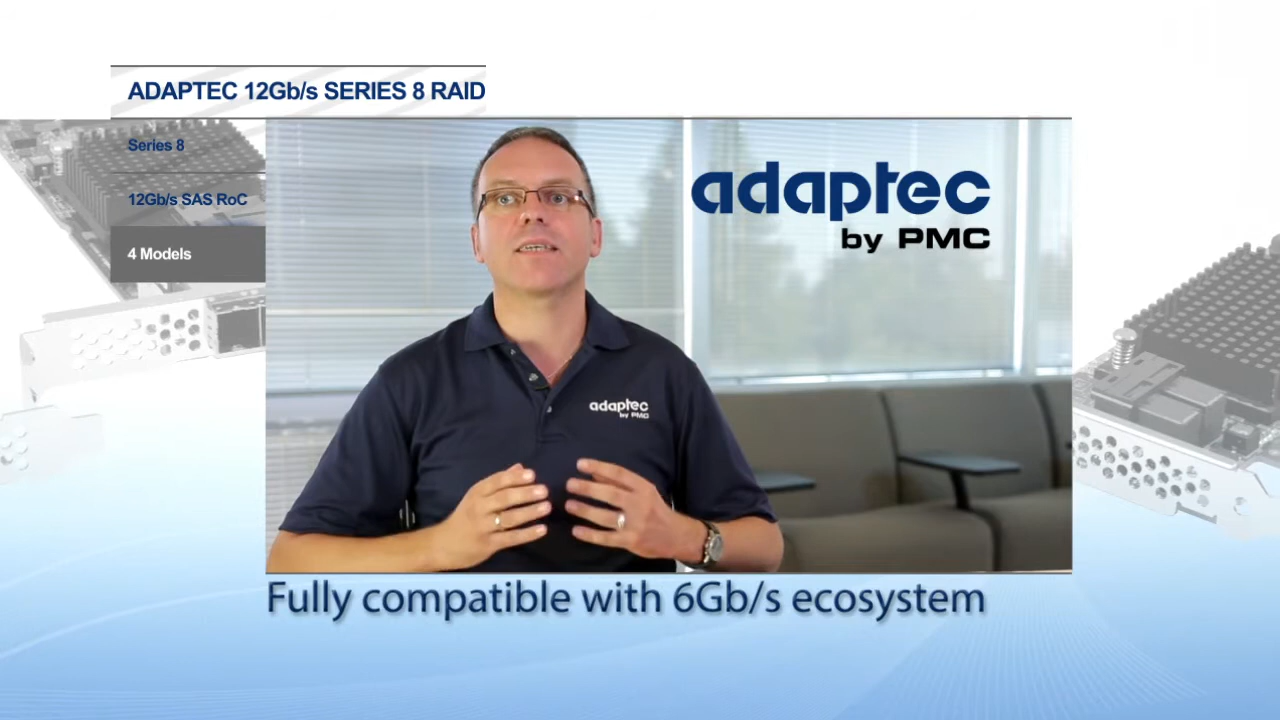 ADAPTEC 12Gb/s SERIES 8 RAID
Series 8
12Gb/s SAS RoC
4 Models
adaptec
by PMC
adaptec
by PMC
Fully compatible with 6Gb/s ecosystem